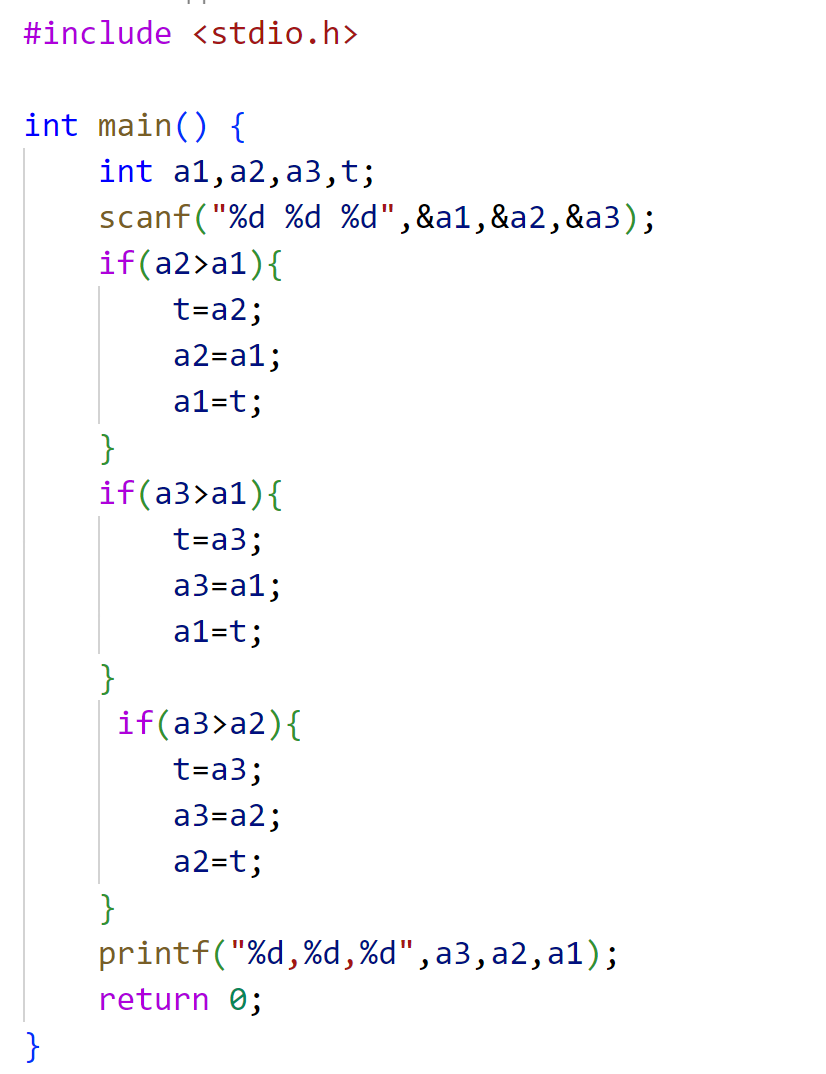 #include <stdio.h>
int main() {
    int a1,a2,a3,t;
    scanf("%d %d %d",&a1,&a2,&a3);
    if(a2>a1){
        t=a2;
        a2=a1;
        a1=t;
    }
    if(a3>a1){
        t=a3;
        a3=a1;
        a1=t;
    }
     if(a3>a2){
        t=a3;
        a3=a2;
        a2=t;
    }
    printf("%d,%d,%d",a3,a2,a1);
    return 0;
}